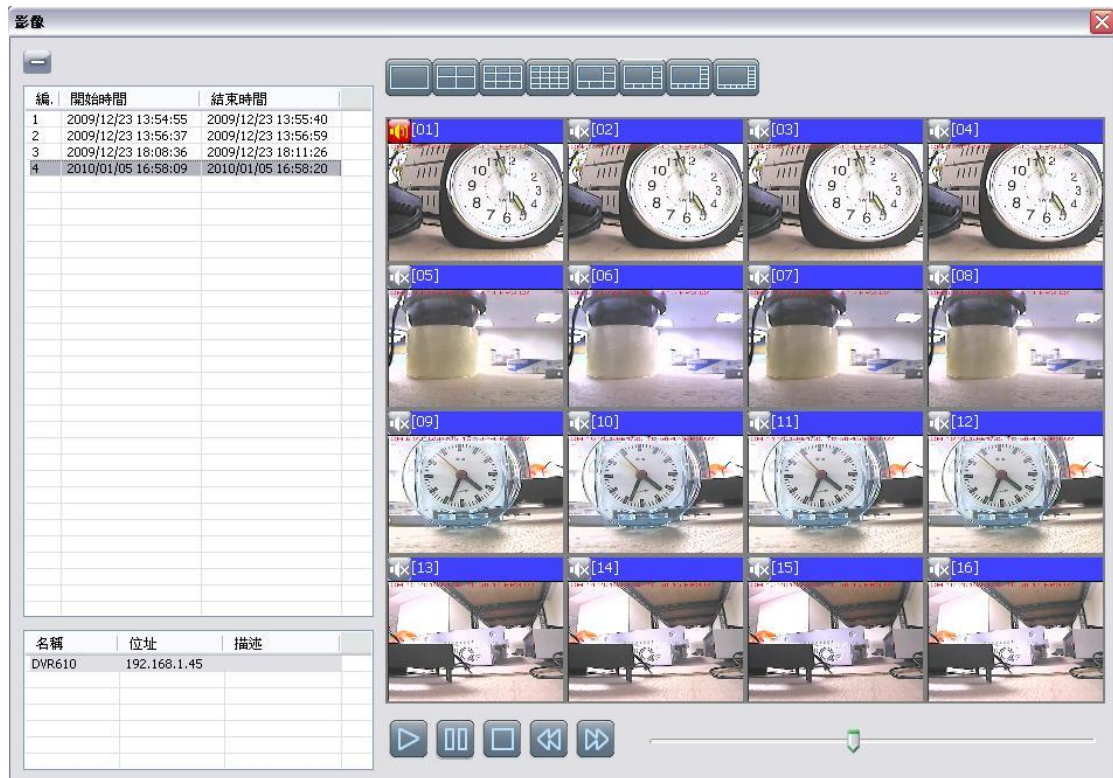 影像
編. 開始時間 結束時間
1 2009/12/23 13:54:55 2009/12/23 13:55:40
2 2009/12/23 13:56:37 2009/12/23 13:56:59
3 2009/12/23 18:08:36 2009/12/23 18:11:26
4 2010/01/05 16:58:09 2010/01/05 16:58:20
名稱 位址 描述
DVR610 192.168.1.45
[01] [02] [03] [04]
[05] [06] [07] [08]
[09] [10] [11] [12]
[13] [14] [15] [16]